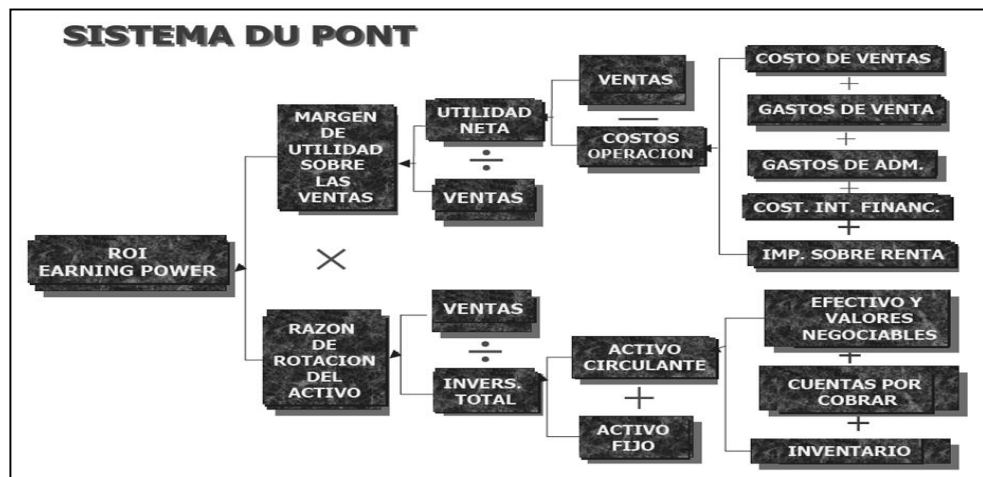 SISTEMA DU PONT
ROI
EARNING POWER
MARGEN
DE
UTILIDAD
SOBRE
LAS
VENTAS
×
RAZON
DE
ROTACION
DEL
ACTIVO
UTILIDAD
NETA
÷
VENTAS
VENTAS
÷
INVERS.
TOTAL
VENTAS
—
COSTOS
OPERACION
ACTIVO
CIRCULANTE
+
ACTIVO
FIJO
COSTO DE VENTAS
+
GASTOS DE VENTA
+
GASTOS DE ADM.
+
COST. INT. FINANC.
+
IMP. SOBRE RENTA
EFECTIVO Y
VALORES
NEGOCIABLES
+
CUENTAS POR
COBRAR
+
INVENTARIO